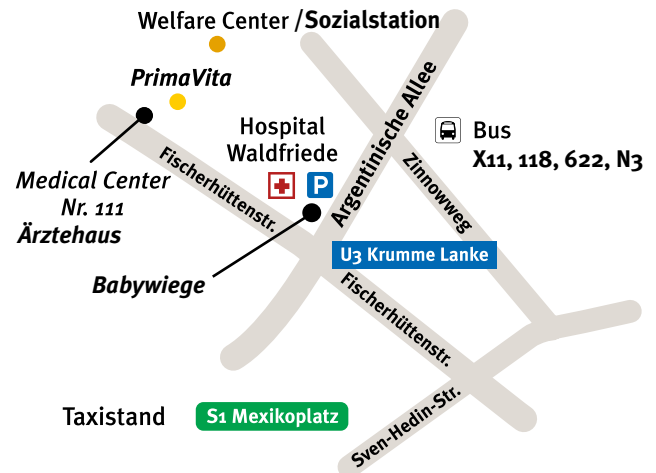 Welfare Center /Sozialstation
PrimaVita
Hospital
Waldfriede
P
Argentinische Allee
Bus
X11, 118, 622, N3
Zinnowweg
Fischerhüttenstr.
Medical Center
Nr. 111
Ärztehaus
Babywiege
U3 Krumme Lanke
Fischerhüttenstr.
Taxistand
S1 Mexikoplatz
Sven-Hedin-Str.